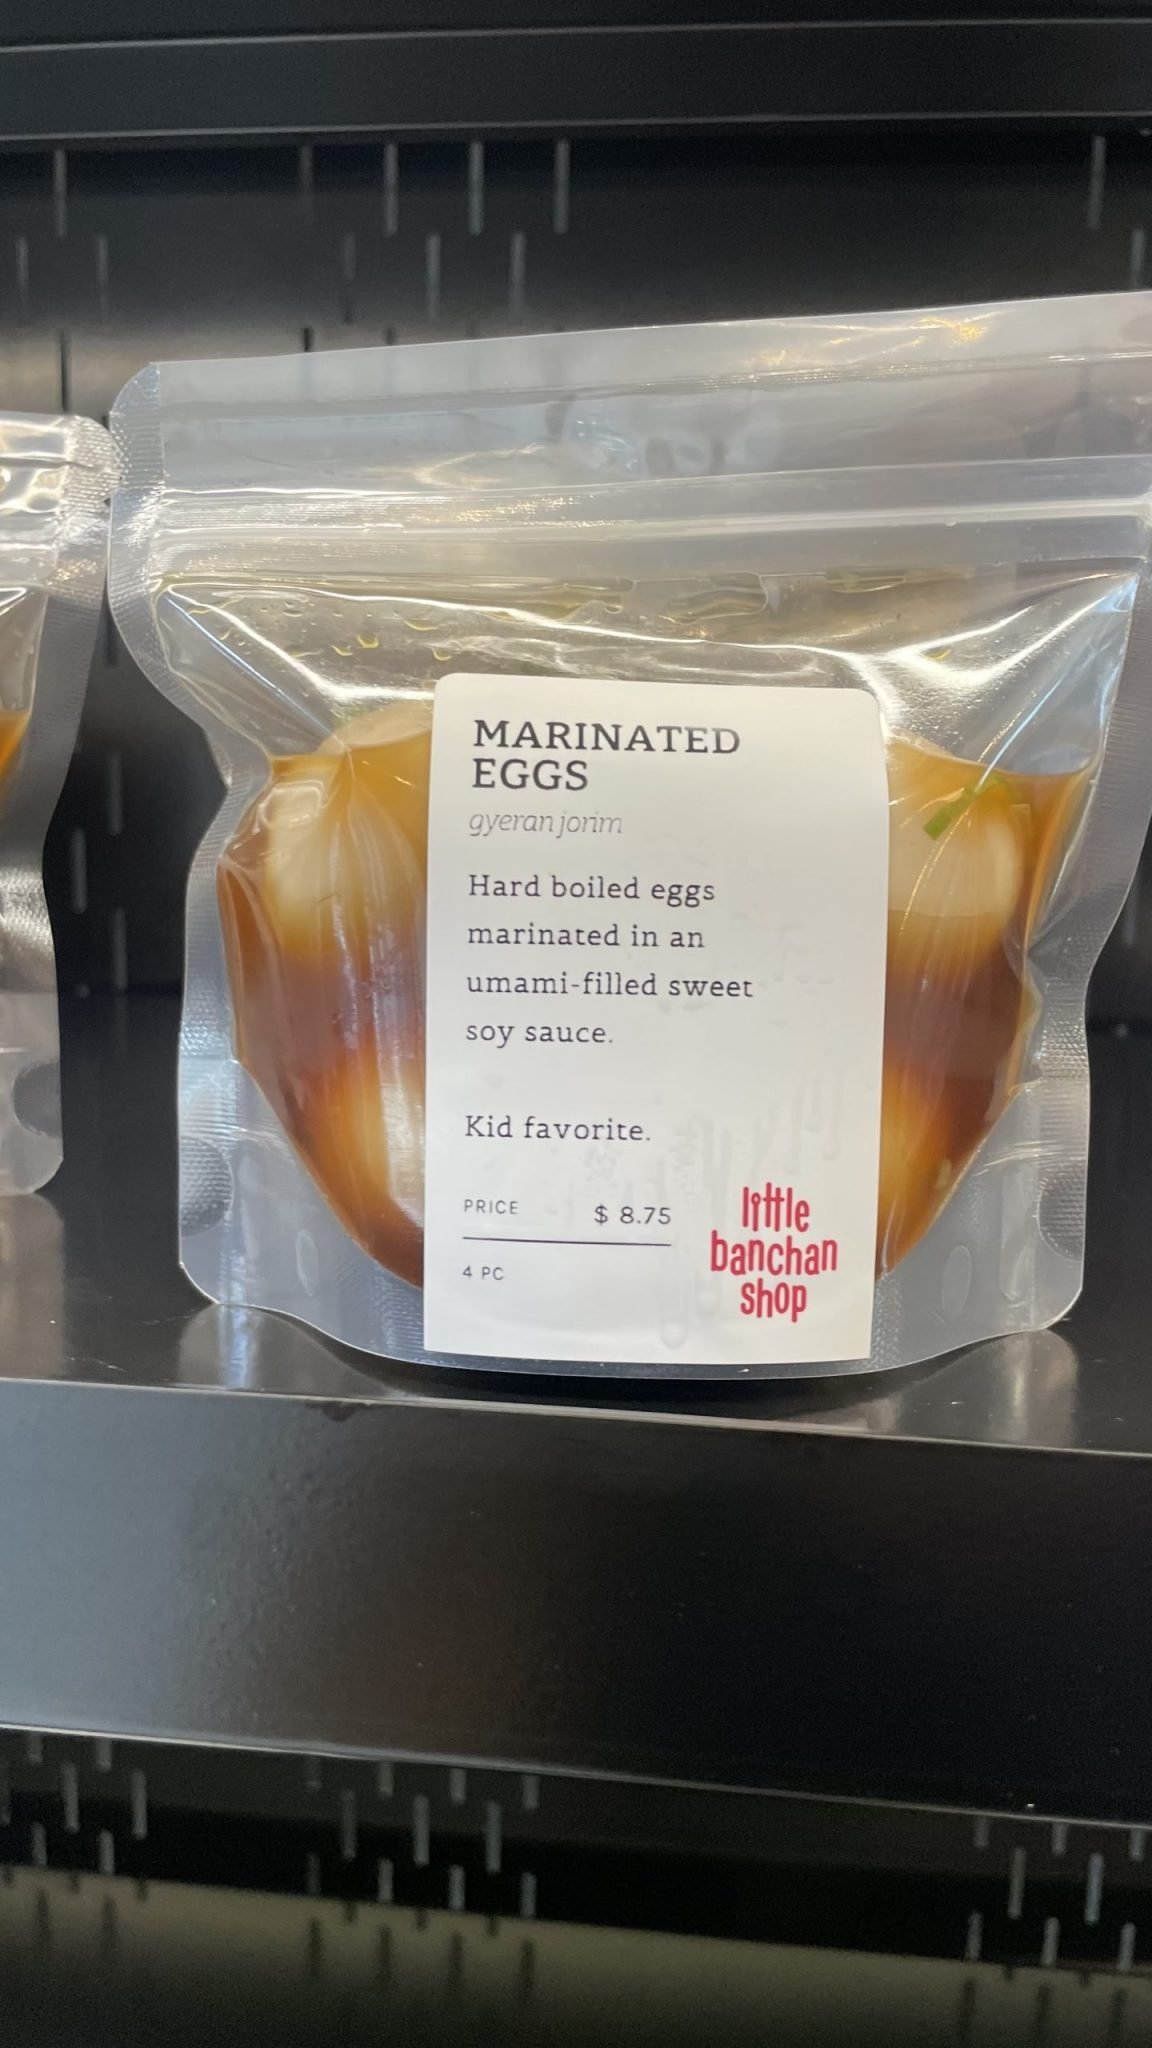 MARINATED
EGGS
gyeran jorim
Hard boiled eggs
marinated in an
umami-filled sweet
soy sauce.
Kid favorite.
PRICE $ 8.75
4 PC
little
banchan
shop